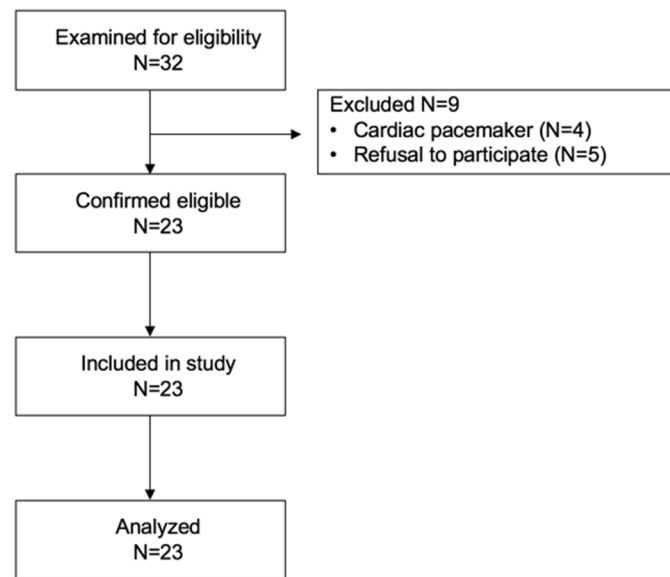 Examined for eligibility
N=32
Excluded N=9
• Cardiac pacemaker (N=4)
• Refusal to participate (N=5)
Confirmed eligible
N=23
Included in study
N=23
Analyzed
N=23